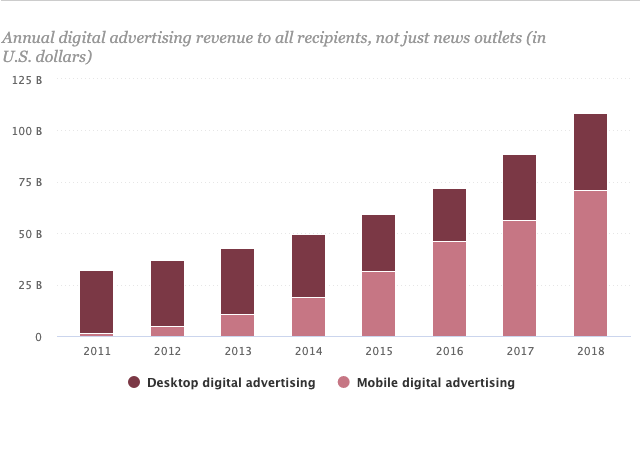 Annual digital advertising revenue to all recipients, not just news outlets (in
U.S. dollars)
125 B
100 B
75 B
50 B
25 B
0
2011 2012 2013 2014 2015 2016 2017 2018
Desktop digital advertising Mobile digital advertising